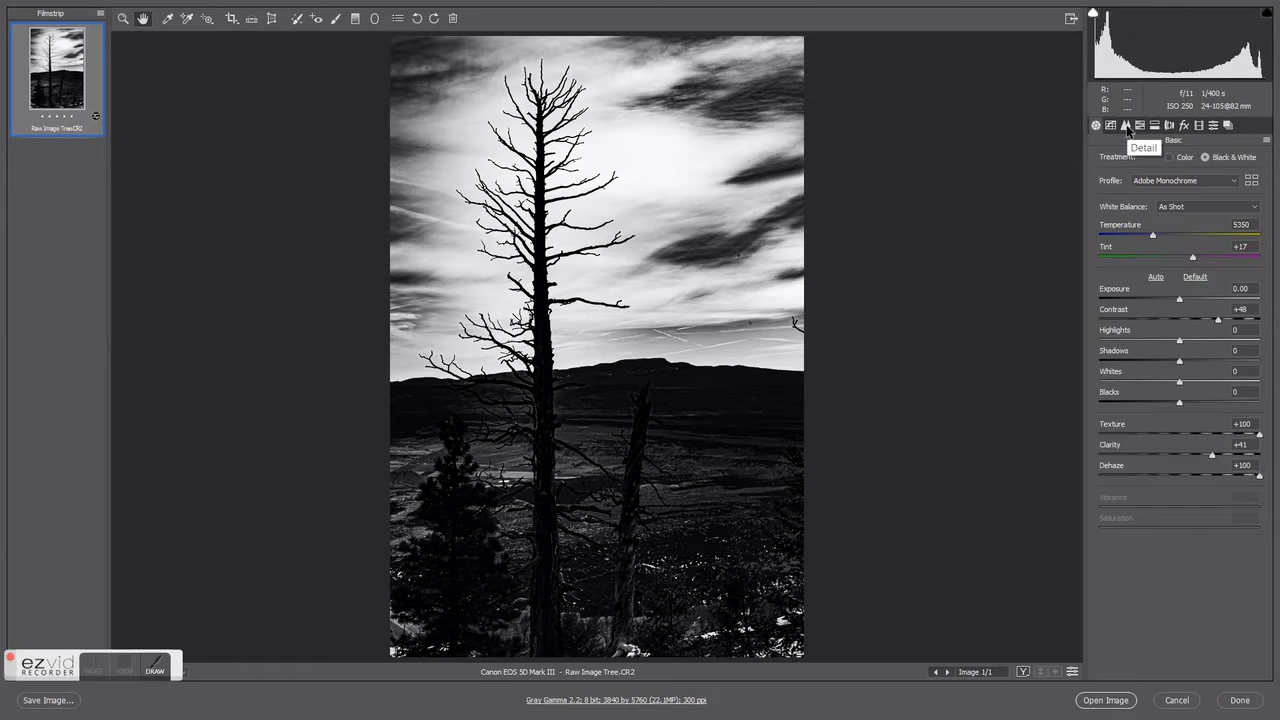 Filmstrip
Raw Image Tree.CR2
R: ---
G: ---
B: ---
f/11 1/400 s
ISO 250 24-105@82 mm
Basic
Detail
Treatment: Color Black & White
Profile: Adobe Monochrome
White Balance: As Shot
Temperature 5350
Tint +17
Auto Default
Exposure 0.00
Contrast +48
Highlights 0
Shadows 0
Whites 0
Blacks 0
Texture +100
Clarity +41
Dehaze +100
Vibrance
Saturation
ezvid
RECORDER
DRAW
Canon EOS 5D Mark III - Raw Image Tree.CR2
Image 1/1
Y
Save Image...
Gray Gamma 2.2; 8 bit; 3840 by 5760 (22.1MP); 300 ppi
Open Image
Cancel
Done